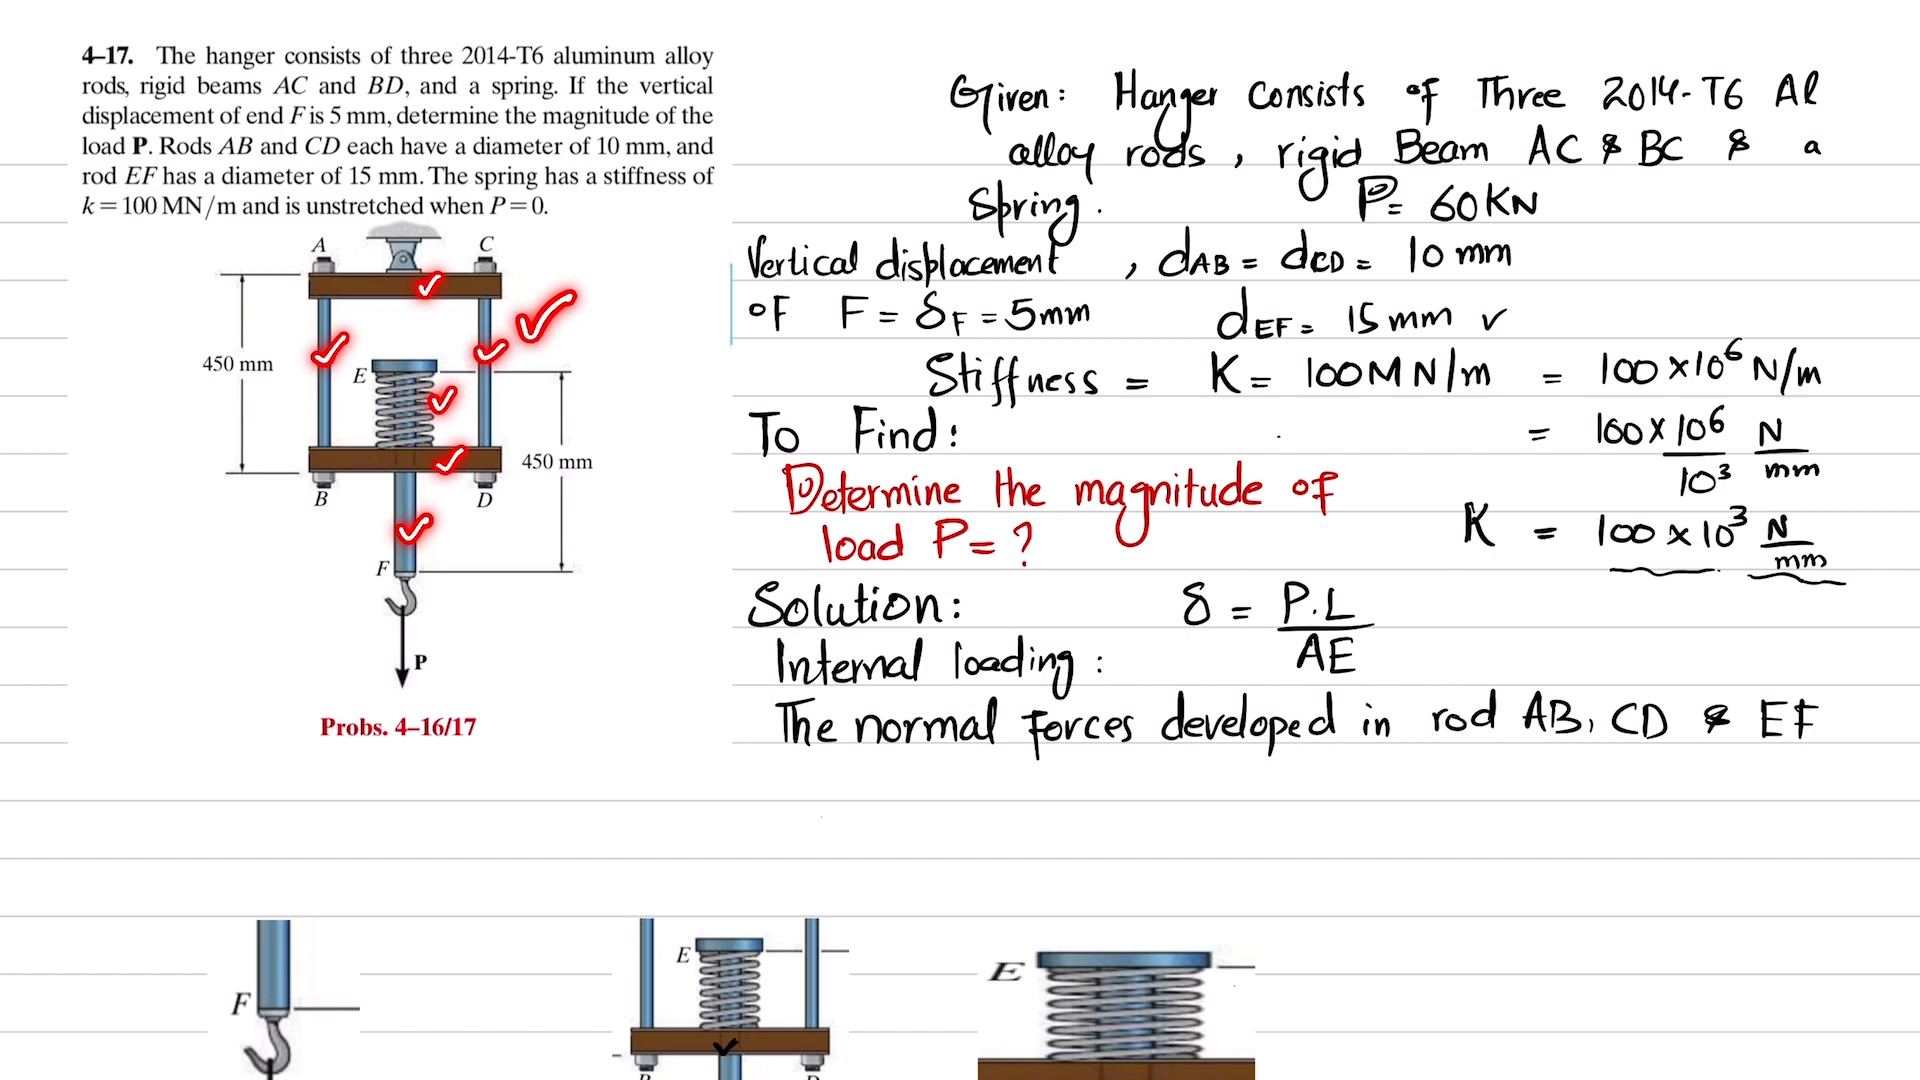 4–17. The hanger consists of three 2014-T6 aluminum alloy
rods, rigid beams AC and BD, and a spring. If the vertical
displacement of end F is 5 mm, determine the magnitude of the
load P. Rods AB and CD each have a diameter of 10 mm, and
rod EF has a diameter of 15 mm. The spring has a stiffness of
k = 100 MN/m and is unstretched when P = 0.
A
C
450 mm
E
450 mm
B
D
F
P
Probs. 4–16/17
Given: Hanger Consists of Three 2014-T6 Al
alloy rods, rigid Beam AC & BC & a
Spring. P = 60KN
Vertical displacement , dAB = dCD = 10 mm
of F = δF = 5mm dEF = 15 mm
Stiffness = K = 100MN/m = 100 x 10⁶ N/m
= 100 x 10⁶ / 10³ N/mm
K = 100 x 10³ N/mm
To Find:
Determine the magnitude of
load P = ?
Solution: δ = P.L / AE
Internal loading:
The normal forces developed in rod AB, CD & EF
F
E
E